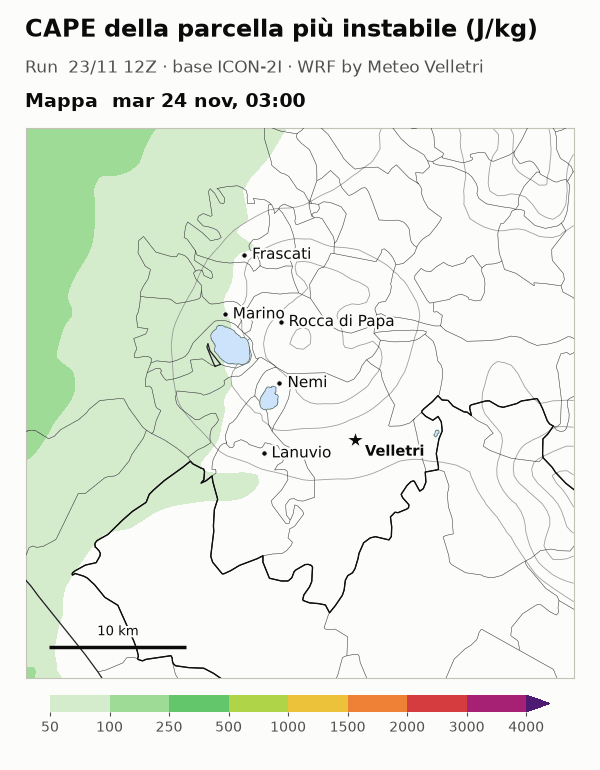 CAPE della parcella più instabile (J/kg)
Run  23/11 12Z · base ICON-2I · WRF by Meteo Velletri
Mappa  mar 24 nov, 03:00
Frascati
Marino
Rocca di Papa
Nemi
Velletri
Lanuvio
10 km
50 100 250 500 1000 1500 2000 3000 4000